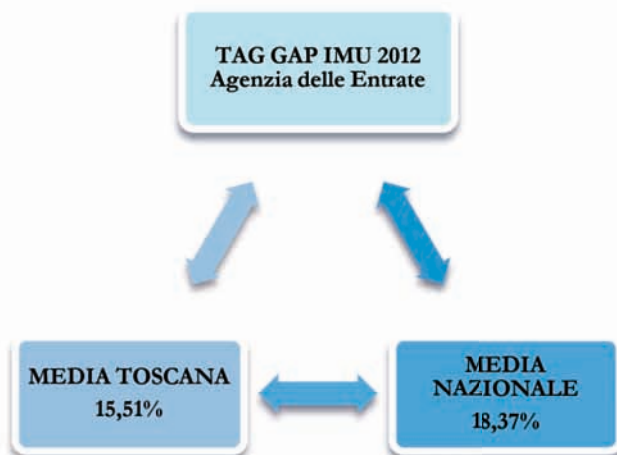 TAG GAP IMU 2012
Agenzia delle Entrate
MEDIA TOSCANA
15,51%
MEDIA
NAZIONALE
18,37%